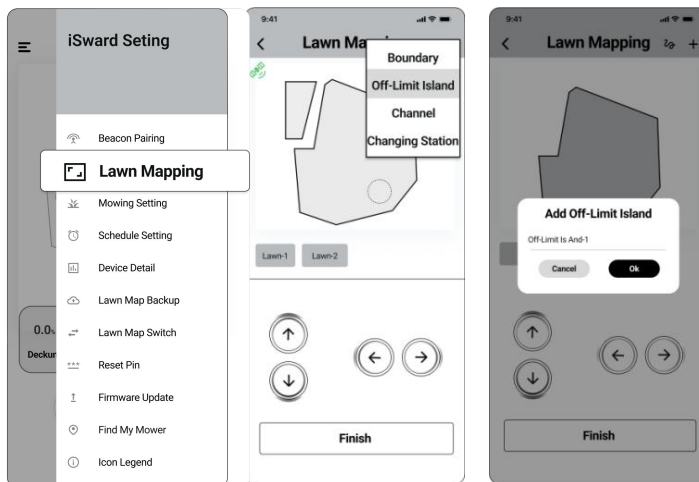 iSward Seting
Beacon Pairing
Lawn Mapping
Mowing Setting
Schedule Setting
Device Detail
Lawn Map Backup
Lawn Map Switch
Reset Pin
Firmware Update
Find My Mower
Icon Legend
0.0
Deckur
9:41
Lawn Ma
Boundary
Off-Limit Island
Channel
Changing Station
Lawn-1 Lawn-2
Finish
9:41
Lawn Mapping
Add Off-Limit Island
Off-Limit Is And-1
Cancel Ok
Finish